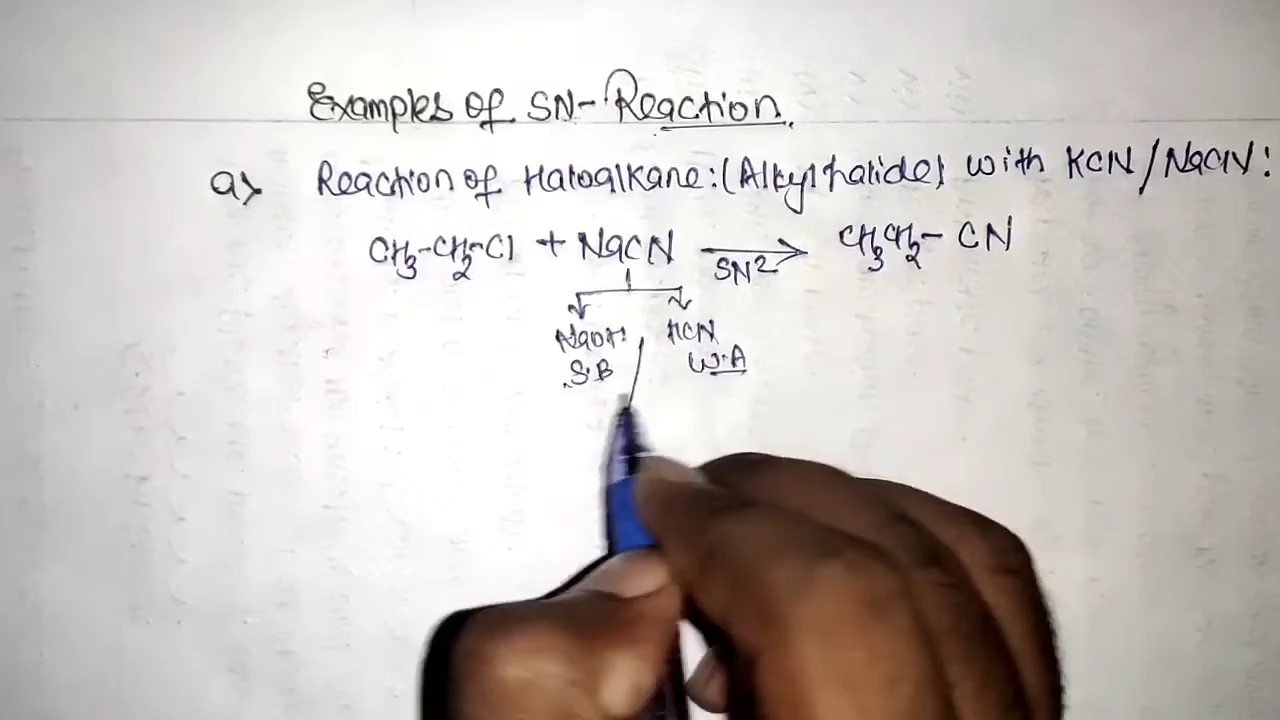 Examples of SN-Reaction.
a> Reaction of Haloalkane:(Alkyl halide) with KCN/NaCN:
CH3-CH2-Cl + NaCN SN2 CH3CH2-CN
NaOH HCN
S.B W.A